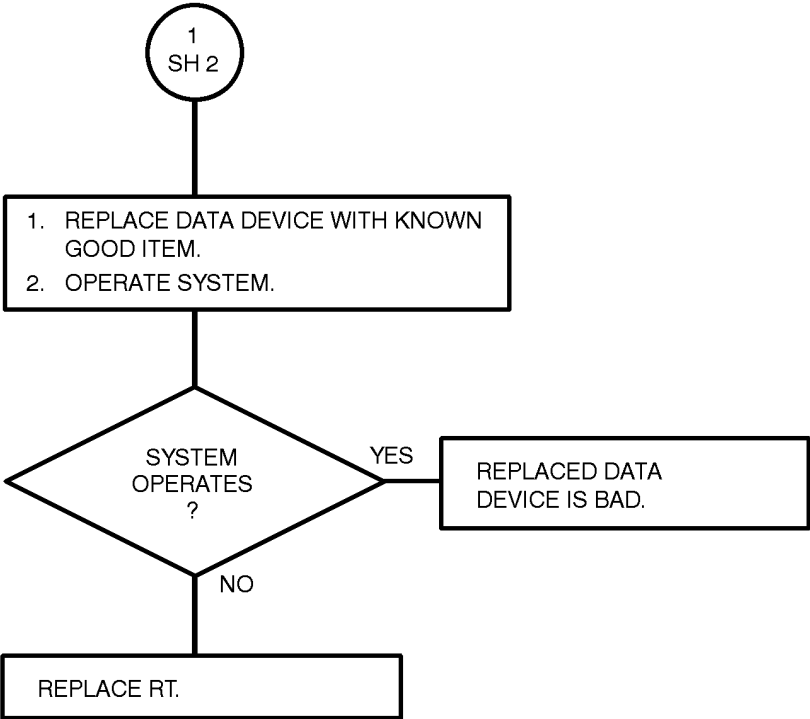 1
SH 2
1. REPLACE DATA DEVICE WITH KNOWN
GOOD ITEM.
2. OPERATE SYSTEM.
SYSTEM
OPERATES
?
YES
REPLACED DATA
DEVICE IS BAD.
NO
REPLACE RT.